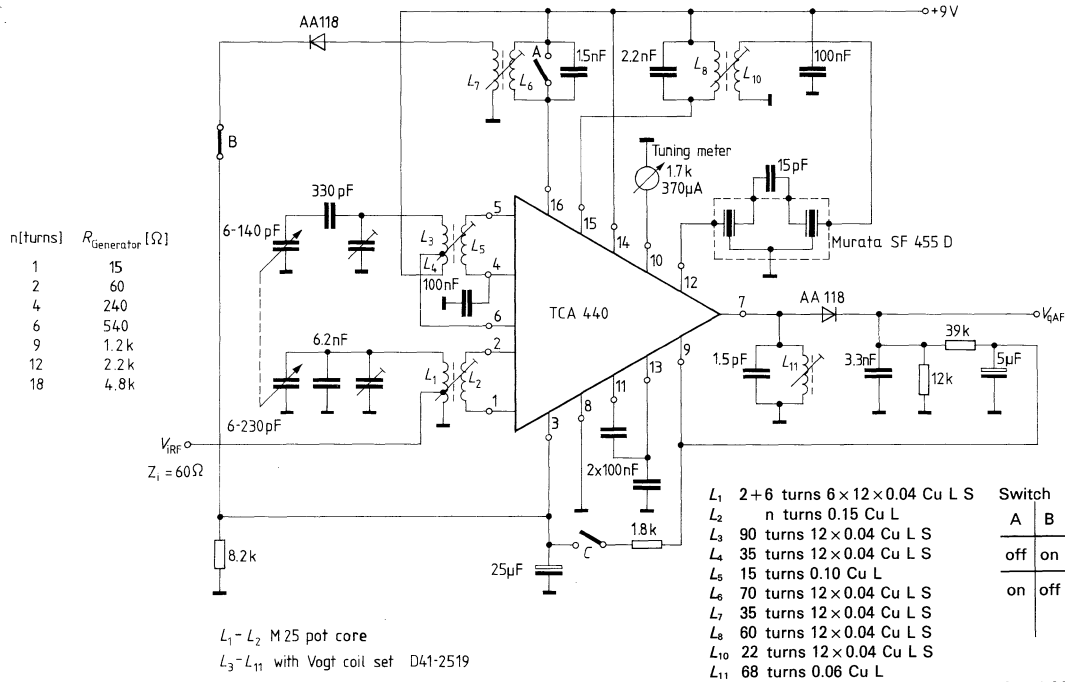 AA118
+9V
A
1.5nF
2.2nF
100nF
L7
L6
L8
L10
B
Tuning meter
1.7k
370µA
15pF
Murata SF 455 D
330pF
6-140pF
n[turns] RGenerator [Ω]
1 15
2 60
4 240
6 540
9 1.2k
12 2.2k
18 4.8k
L3
L4
L5
100nF
5
4
6
2
1
3
16
15
14
10
12
7
9
13
11
8
TCA 440
AA 118
VqAF
39k
1.5pF
L11
3.3nF
12k
5µF
6.2nF
L1
L2
6-230pF
ViRF
Zi = 60Ω
2x100nF
8.2k
25µF
C
1.8k
L1 2+6 turns 6×12×0.04 Cu L S
L2 n turns 0.15 Cu L
L3 90 turns 12×0.04 Cu L S
L4 35 turns 12×0.04 Cu L S
L5 15 turns 0.10 Cu L
L6 70 turns 12×0.04 Cu L S
L7 35 turns 12×0.04 Cu L S
L8 60 turns 12×0.04 Cu L S
L10 22 turns 12×0.04 Cu L S
L11 68 turns 0.06 Cu L
Switch
A B
off on
on off
L1-L2 M 25 pot core
L3-L11 with Vogt coil set D41-2519